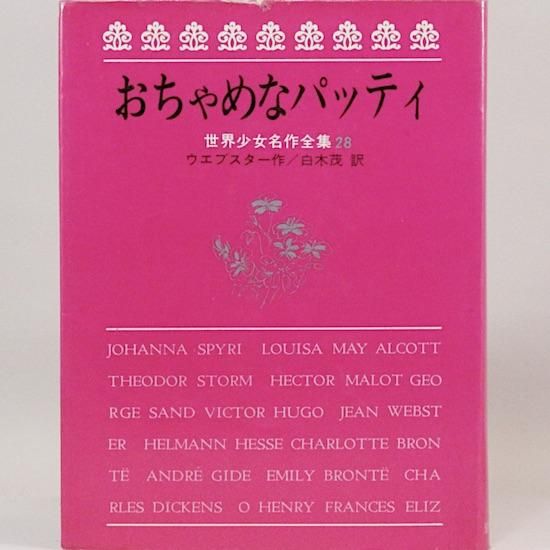 おちゃめなパッティ
世界少女名作全集28
ウエブスター作／白木茂 訳
JOHANNA SPYRI LOUISA MAY ALCOTT
THEODOR STORM HECTOR MALOT GEO
RGE SAND VICTOR HUGO JEAN WEBST
ER HELMANN HESSE CHARLOTTE BRON
TË ANDRÉ GIDE EMILY BRONTË CHA
RLES DICKENS O HENRY FRANCES ELIZ